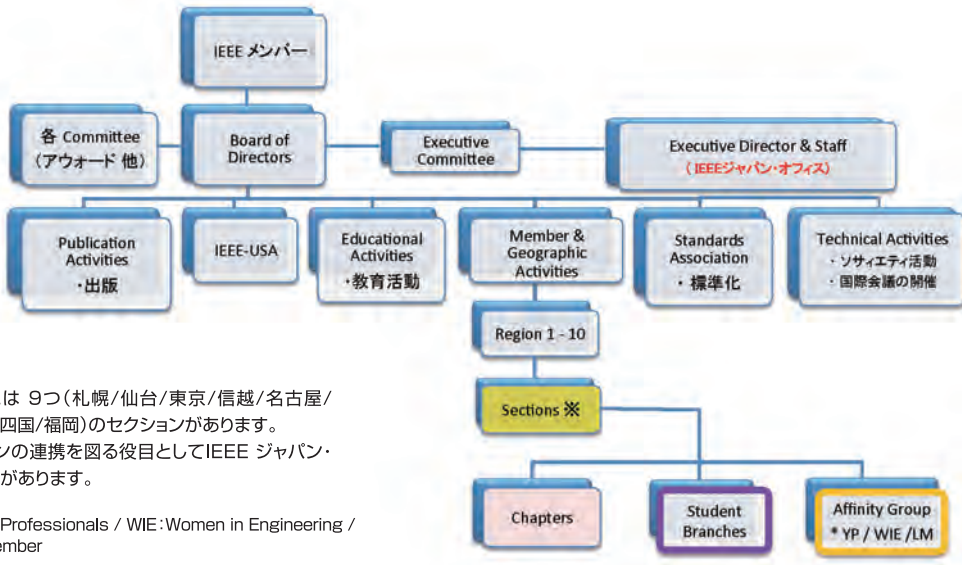 IEEE メンバー
各 Committee
(アウォード 他)
Board of
Directors
Executive
Committee
Executive Director & Staff
(IEEEジャパン・オフィス)
Publication
Activities
・出版
IEEE-USA
Educational
Activities
・教育活動
Member &
Geographic
Activities
Standards
Association
・標準化
Technical Activities
・ソサイエティ活動
・国際会議の開催
Region 1 - 10
Sections ※
Chapters
Student
Branches
Affinity Group
* YP / WIE /LM
は 9つ(札幌/仙台/東京/信越/名古屋/
四国/福岡)のセクションがあります。
ンの連携を図る役目としてIEEE ジャパン・
があります。
Professionals / WIE:Women in Engineering /
ember